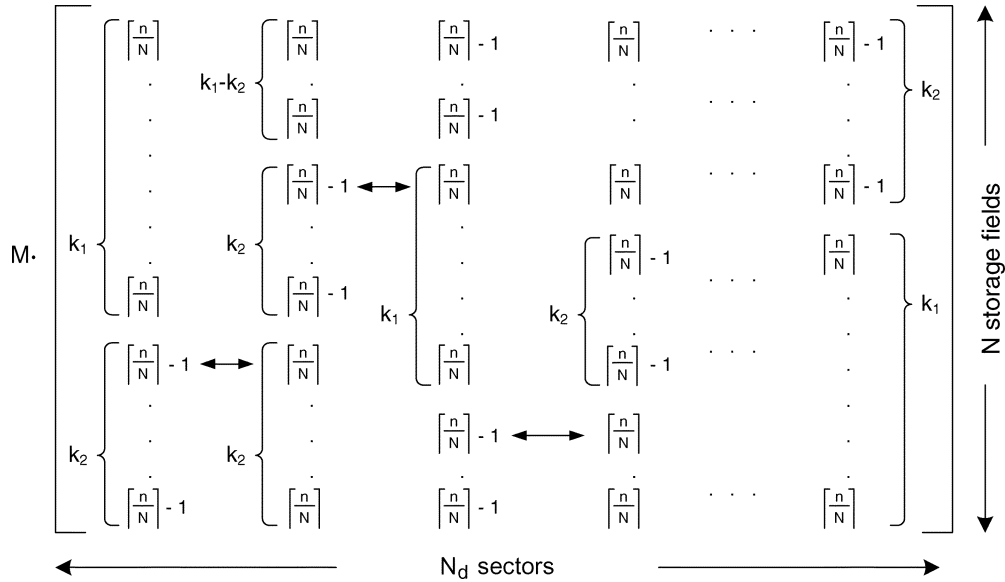 ⌈n/N⌉ ⌈n/N⌉ ⌈n/N⌉ - 1 ⌈n/N⌉ · · · ⌈n/N⌉ - 1
k1-k2 k2
⌈n/N⌉ ⌈n/N⌉ - 1 · · ·
⌈n/N⌉ - 1 ⌈n/N⌉ ⌈n/N⌉ · · · ⌈n/N⌉ - 1
M· k1 k2 ⌈n/N⌉ - 1 ⌈n/N⌉
⌈n/N⌉ ⌈n/N⌉ - 1 · · ·
k1 k2 k1
⌈n/N⌉ - 1 ⌈n/N⌉ ⌈n/N⌉ ⌈n/N⌉ - 1 · · ·
⌈n/N⌉ - 1 ⌈n/N⌉
k2 k2
⌈n/N⌉ - 1 ⌈n/N⌉ ⌈n/N⌉ - 1 ⌈n/N⌉ · · · ⌈n/N⌉
N storage fields
Nd sectors